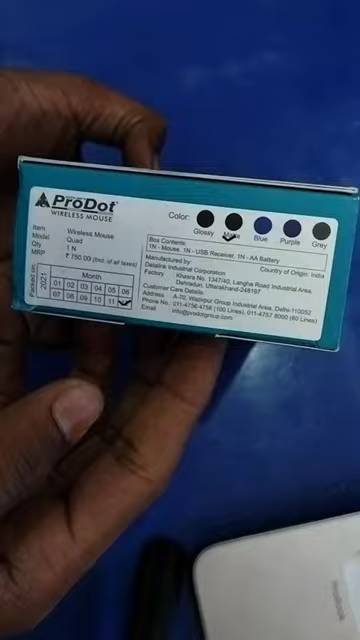 ProDot
WIRELESS MOUSE
Item Wireless Mouse
Model Quad
Qty 1 N
MRP ₹ 750.00 (Incl. of all taxes)
Packed on 2021
Month
01 02 03 04 05 06
07 08 09 10 11
Color:
Glossy Matte Blue Purple Grey
Box Contents:
1N - Mouse, 1N - USB Receiver, 1N - AA Battery
Manufactured by: Country of Origin: India
Datalink Industrial Corporation
Factory Khasra No. 1347/40, Langha Road Industrial Area,
Dehradun, Uttarakhand-248197
Customer Care Details:
Address : A-70, Wazirpur Group Industrial Area, Delhi-110052
Phone No.: 011-4756-4756 (100 Lines), 011-4757 8000 (60 Lines)
Email : info@prodotgroup.com